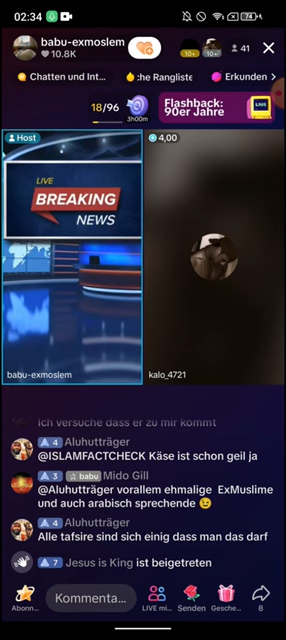 02:34
74
babu-exmoslem
10.8K
10+
10+
41
Chatten und Int...
:he Rangliste
Erkunden
18/96
3h00m
Flashback:
90er Jahre
LIVE
Host
4,00
LIVE
BREAKING
NEWS
babu-exmoslem
kalo_4721
Ich versuche dass er zu mir kommt
4 Aluhutträger
@ISLAMFACTCHECK Käse ist schon geil ja
3 babu Mido Gill
@Aluhutträger vorallem ehmalige ExMuslime
und auch arabisch sprechende
4 Aluhutträger
Alle tafsire sind sich einig dass man das darf
7 Jesus is King ist beigetreten
Kommenta...
Abonn...
LIVE mi...
Senden
Gesche...
8